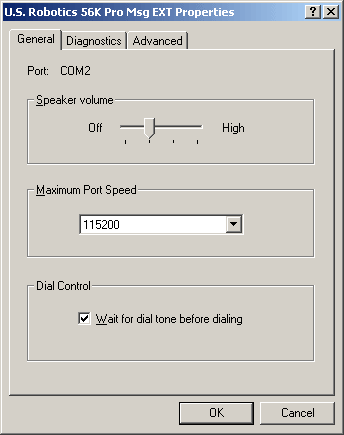 U.S. Robotics 56K Pro Msg EXT Properties
General Diagnostics Advanced
Port: COM2
Speaker volume
Off High
Maximum Port Speed
115200
Dial Control
Wait for dial tone before dialing
OK Cancel